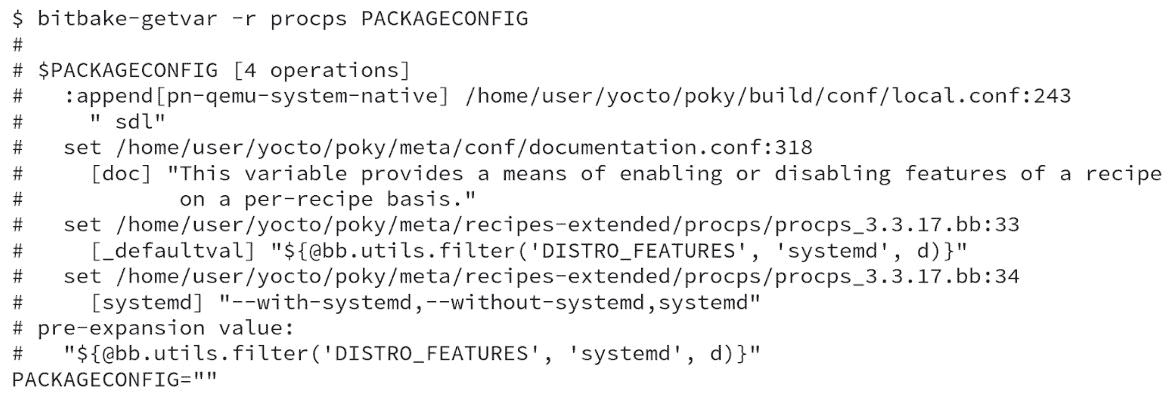 $ bitbake-getvar -r procps PACKAGECONFIG
#
# $PACKAGECONFIG [4 operations]
#   :append[pn-qemu-system-native] /home/user/yocto/poky/build/conf/local.conf:243
#     " sdl"
#   set /home/user/yocto/poky/meta/conf/documentation.conf:318
#     [doc] "This variable provides a means of enabling or disabling features of a recipe
#            on a per-recipe basis."
#   set /home/user/yocto/poky/meta/recipes-extended/procps/procps_3.3.17.bb:33
#     [_defaultval] "${@bb.utils.filter('DISTRO_FEATURES', 'systemd', d)}"
#   set /home/user/yocto/poky/meta/recipes-extended/procps/procps_3.3.17.bb:34
#     [systemd] "--with-systemd,--without-systemd,systemd"
# pre-expansion value:
#   "${@bb.utils.filter('DISTRO_FEATURES', 'systemd', d)}"
PACKAGECONFIG=""